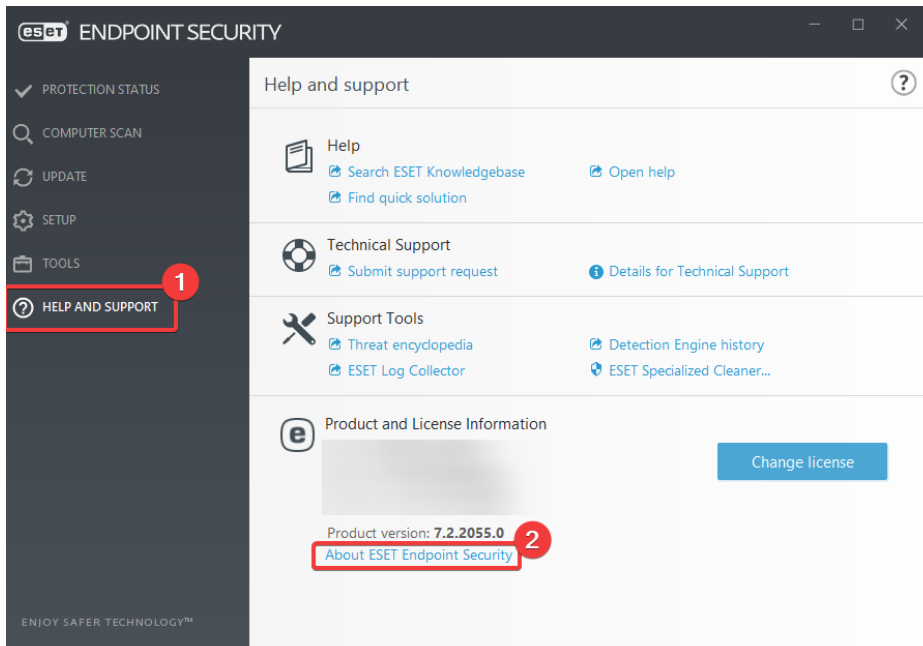 eset ENDPOINT SECURITY
PROTECTION STATUS
COMPUTER SCAN
UPDATE
SETUP
TOOLS
1
HELP AND SUPPORT
ENJOY SAFER TECHNOLOGY™
Help and support
?
Help
Search ESET Knowledgebase
Open help
Find quick solution
Technical Support
Submit support request
Details for Technical Support
Support Tools
Threat encyclopedia
Detection Engine history
ESET Log Collector
ESET Specialized Cleaner...
e
Product and License Information
Change license
Product version: 7.2.2055.0
2
About ESET Endpoint Security